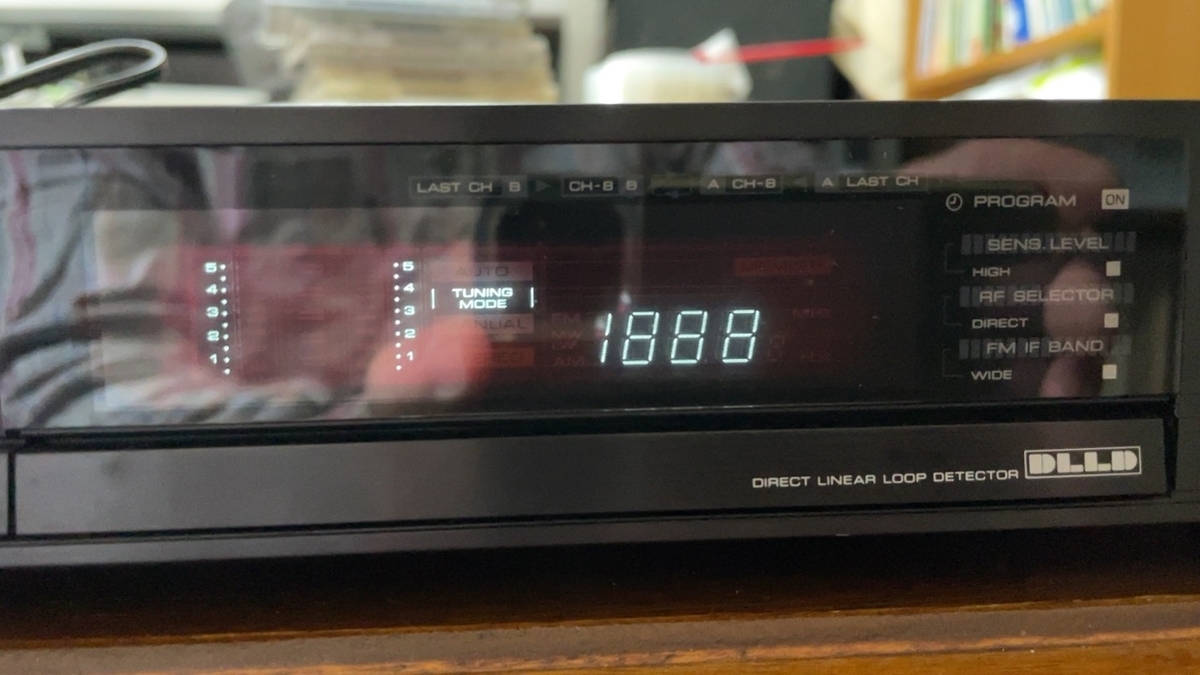 LAST CH B ▶ CH-8 B A CH-8 ◀ A LAST CH
PROGRAM ON
SENS. LEVEL
HIGH
RF SELECTOR
DIRECT
FM IF BAND
WIDE
5 5
4 4
3 3
2 2
1 1
AUTO
TUNING
MODE
FM
AM
1888
DIRECT LINEAR LOOP DETECTOR DLLD